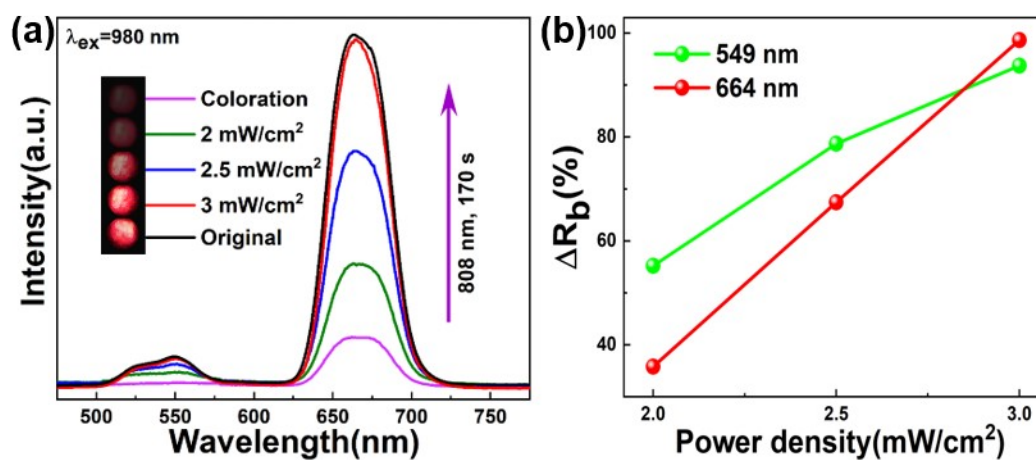 (a)
λex=980 nm
Coloration
2 mW/cm²
2.5 mW/cm²
3 mW/cm²
Original
808 nm, 170 s
Intensity(a.u.)
500 550 600 650 700 750
Wavelength(nm)
(b)
549 nm
664 nm
ΔRb(%)
100
80
60
40
2.0 2.5 3.0
Power density(mW/cm²)